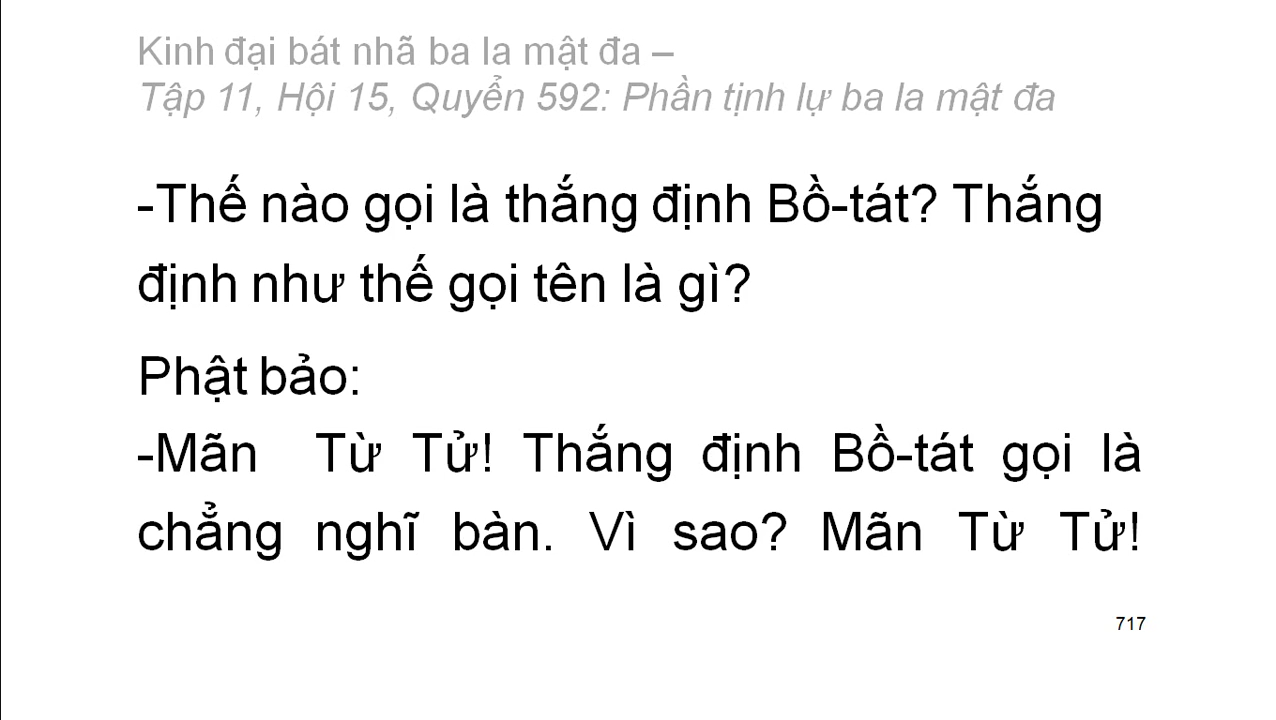 Kinh đại bát nhã ba la mật đa –
Tập 11, Hội 15, Quyển 592: Phần tịnh lự ba la mật đa
-Thế nào gọi là thắng định Bồ-tát? Thắng
định như thế gọi tên là gì?
Phật bảo:
-Mãn Từ Tử! Thắng định Bồ-tát gọi là
chẳng nghĩ bàn. Vì sao? Mãn Từ Tử!
717